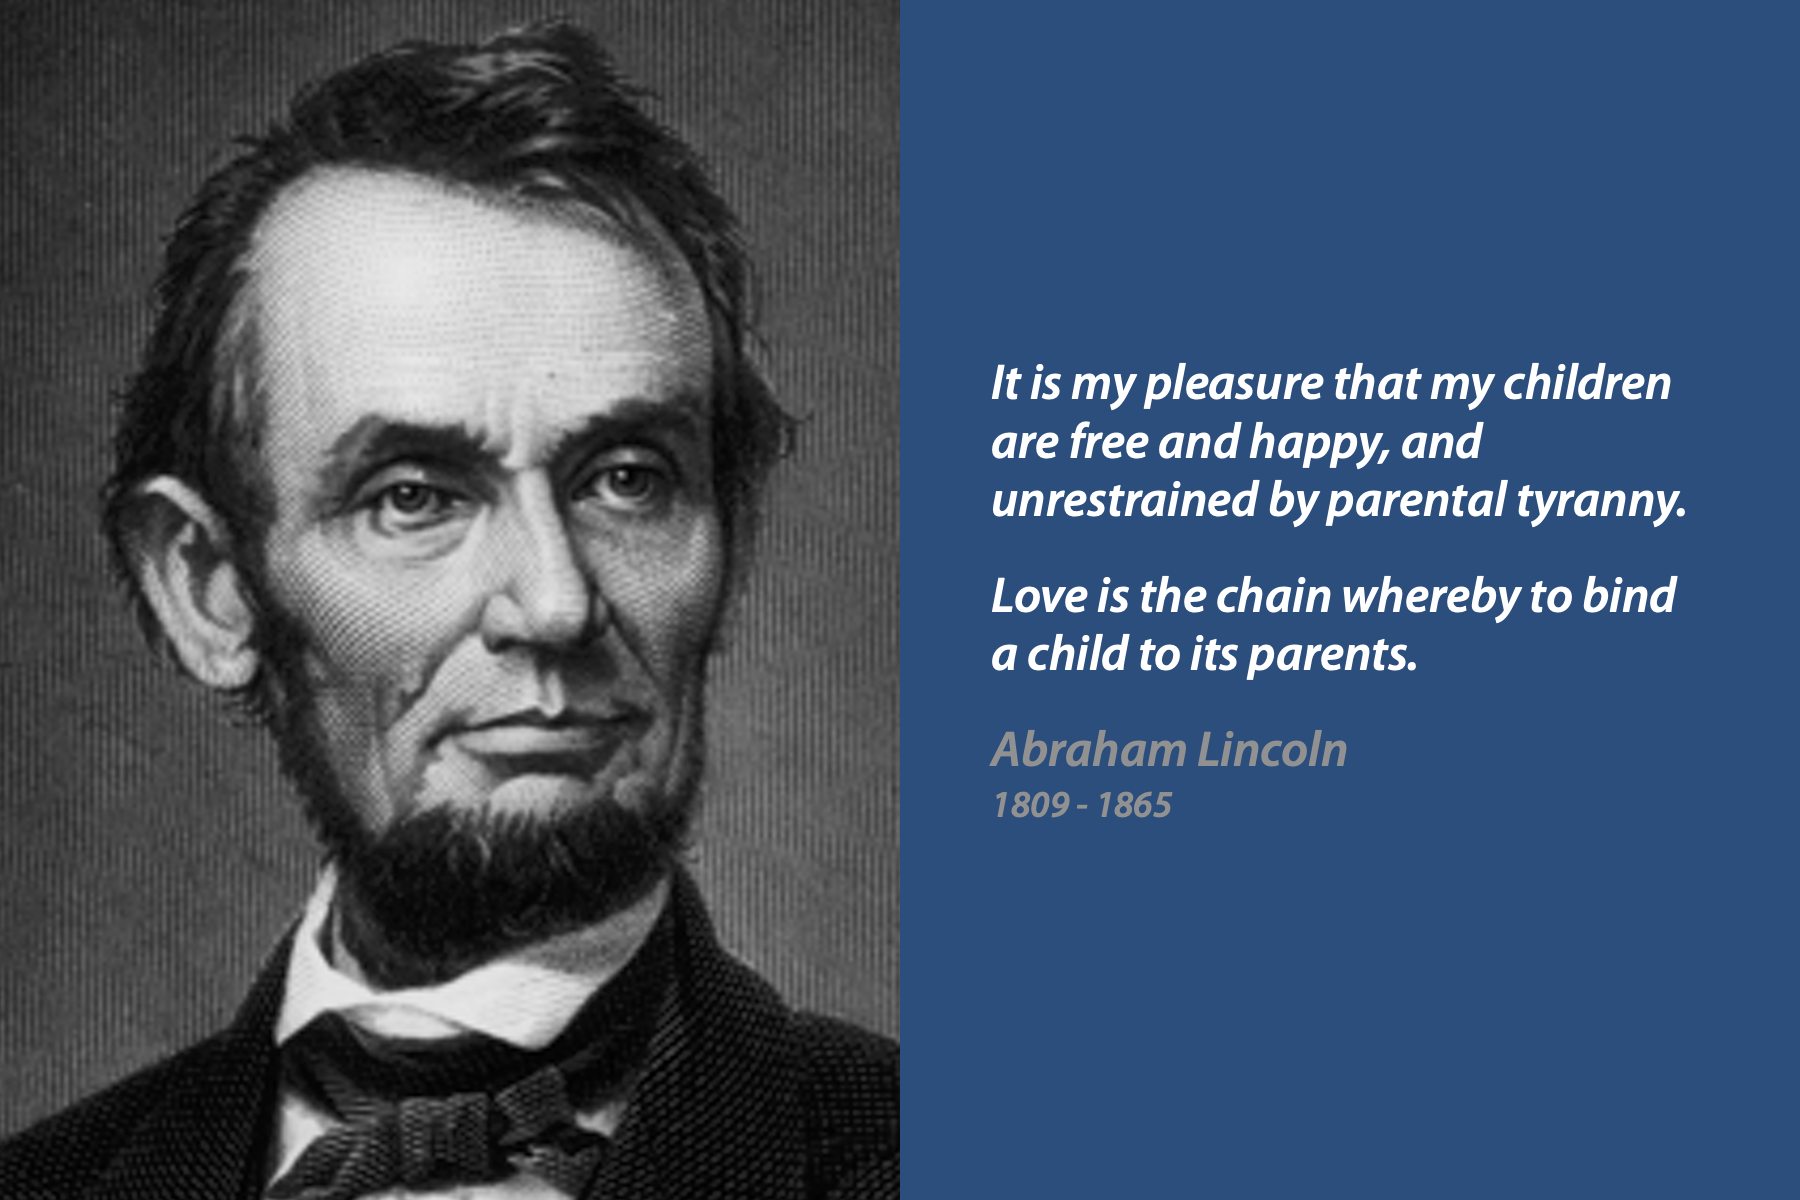 It is my pleasure that my children
are free and happy, and
unrestrained by parental tyranny.
Love is the chain whereby to bind
a child to its parents.
Abraham Lincoln
1809 - 1865